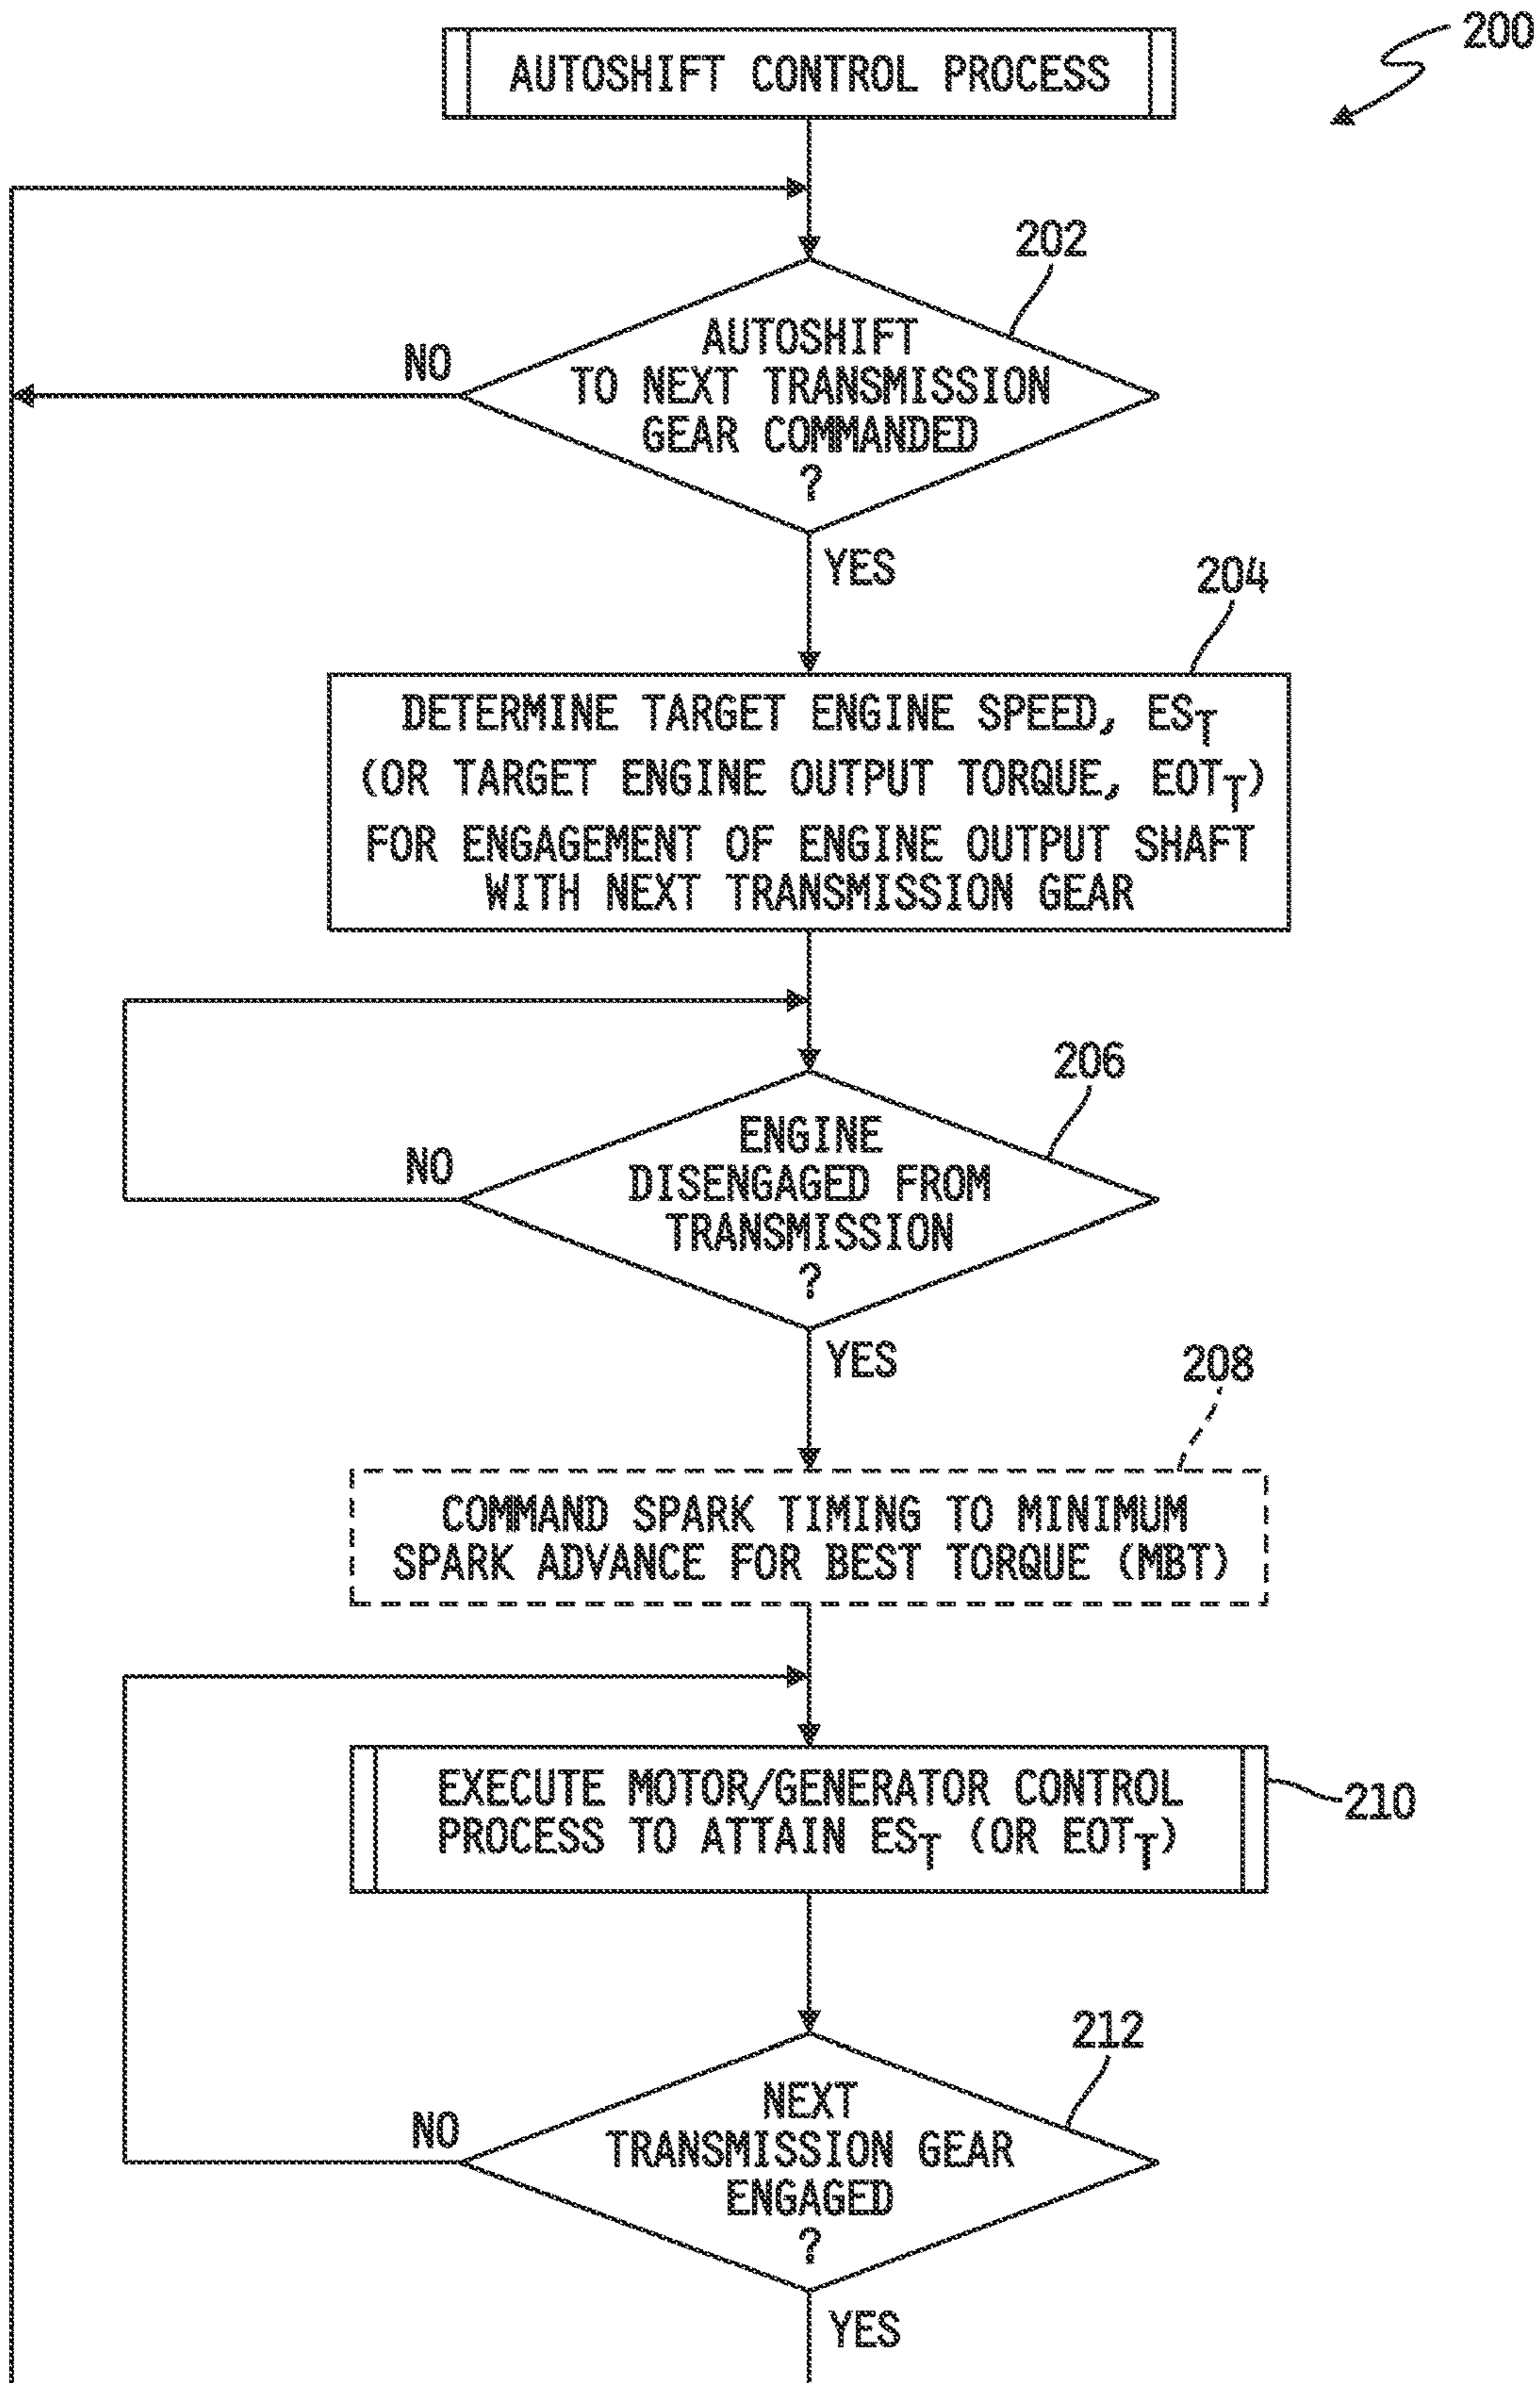 200
AUTOSHIFT CONTROL PROCESS
202
AUTOSHIFT
TO NEXT TRANSMISSION
GEAR COMMANDED
?
NO
YES
204
DETERMINE TARGET ENGINE SPEED, EST
(OR TARGET ENGINE OUTPUT TORQUE, EOTT)
FOR ENGAGEMENT OF ENGINE OUTPUT SHAFT
WITH NEXT TRANSMISSION GEAR
206
ENGINE
DISENGAGED FROM
TRANSMISSION
?
NO
YES
208
COMMAND SPARK TIMING TO MINIMUM
SPARK ADVANCE FOR BEST TORQUE (MBT)
EXECUTE MOTOR/GENERATOR CONTROL
PROCESS TO ATTAIN EST (OR EOTT)
210
212
NEXT
TRANSMISSION GEAR
ENGAGED
?
NO
YES